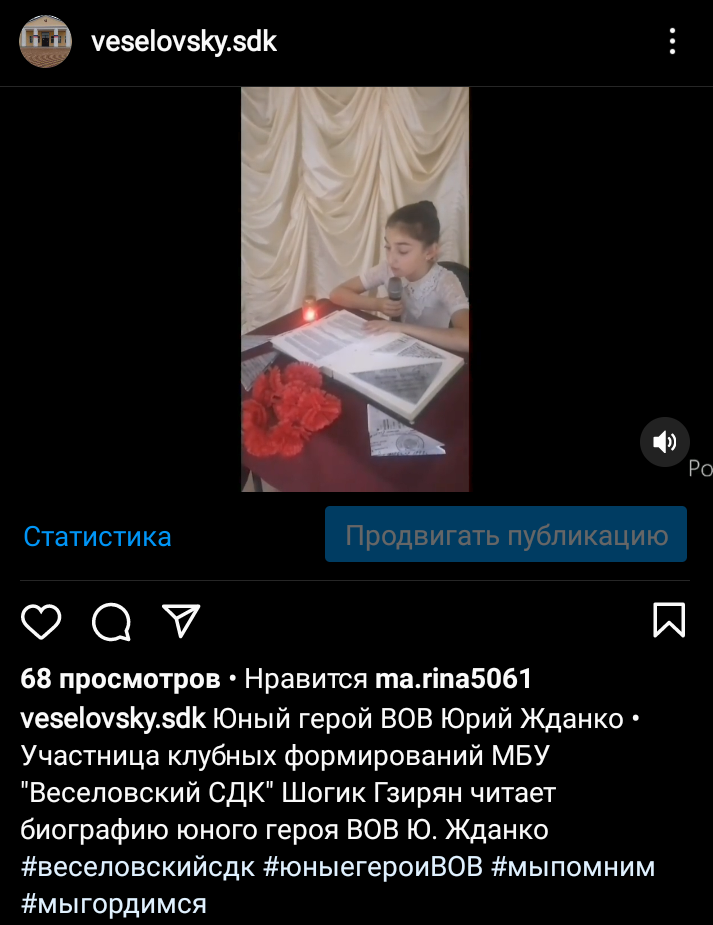 veselovsky.sdk
Ро
Статистика
Продвигать публикацию
68 просмотров • Нравится ma.rina5061
veselovsky.sdk Юный герой ВОВ Юрий Жданко •
Участница клубных формирований МБУ
"Веселовский СДК" Шогик Гзирян читает
биографию юного героя ВОВ Ю. Жданко
#веселовскийсдк #юныегероиВОВ #мыпомним
#мыгордимся